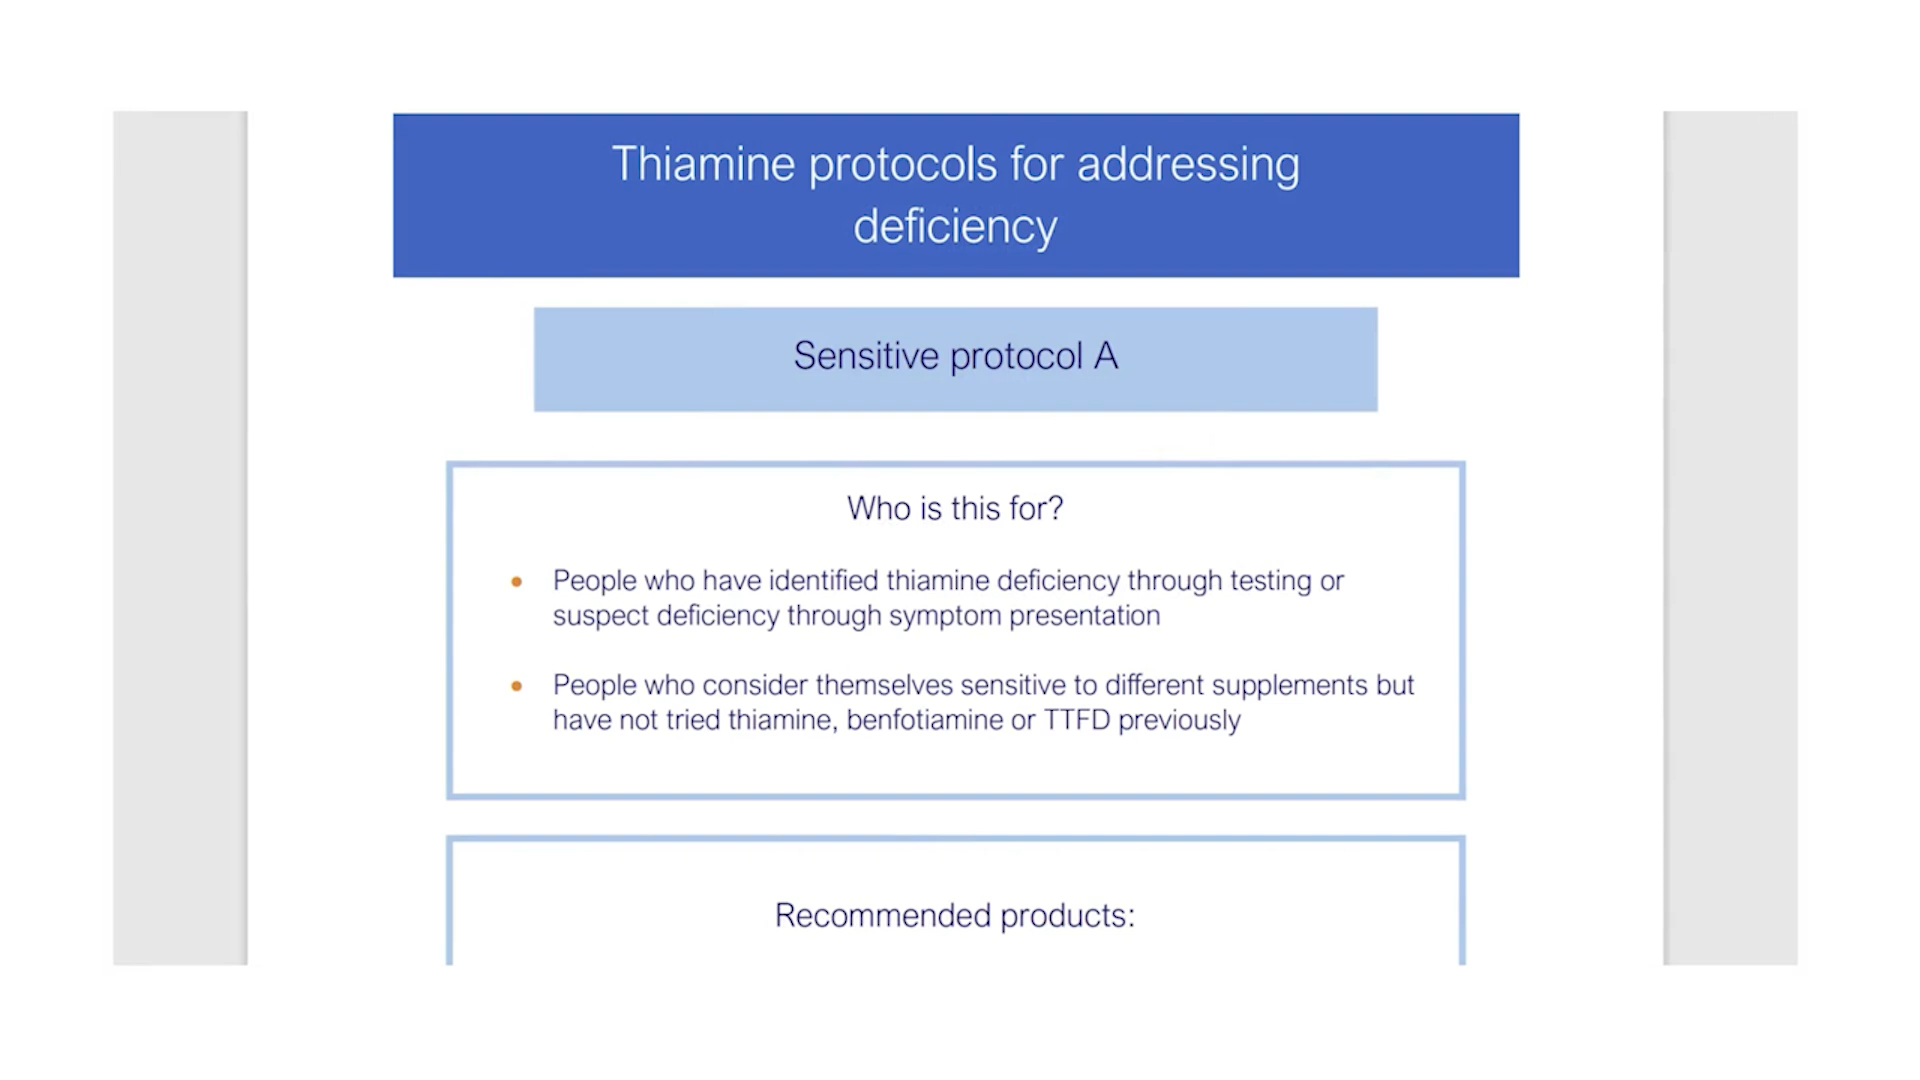 Thiamine protocols for addressing
deficiency
Sensitive protocol A
Who is this for?
• People who have identified thiamine deficiency through testing or
suspect deficiency through symptom presentation
• People who consider themselves sensitive to different supplements but
have not tried thiamine, benfotiamine or TTFD previously
Recommended products: